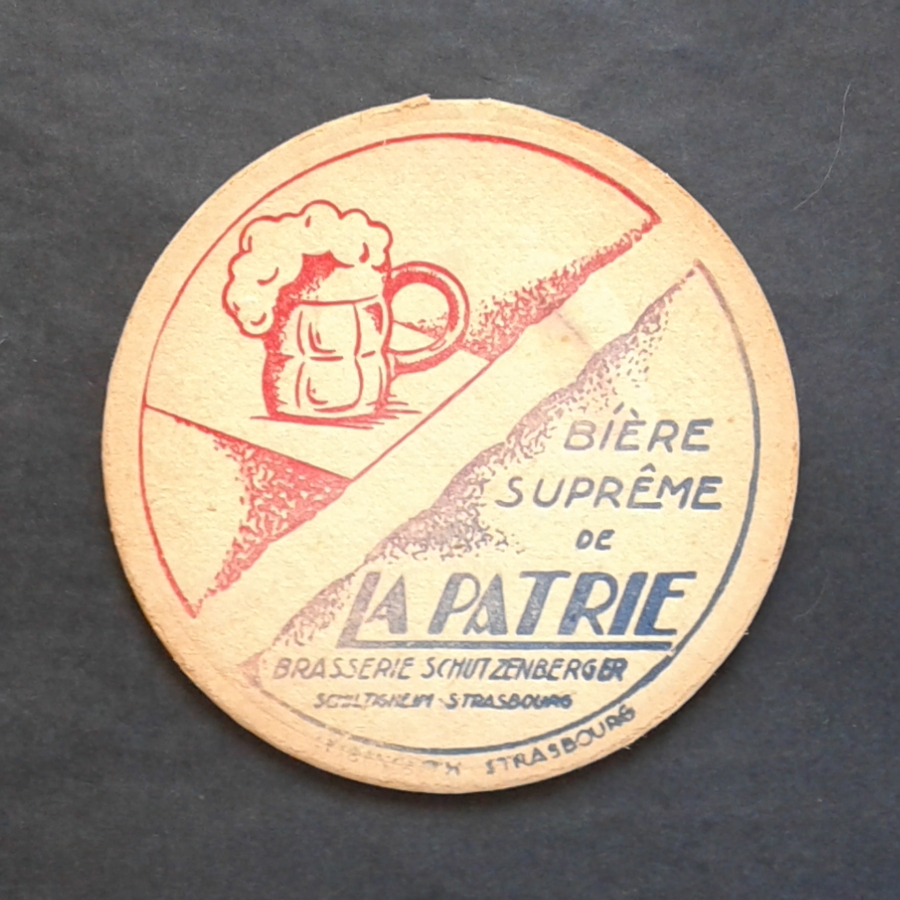 BIÈRE
SUPRÊME
DE
LA PATRIE
BRASSERIE SCHUTZENBERGER
SCHILTIGHEIM - STRASBOURG
STRASBOURG